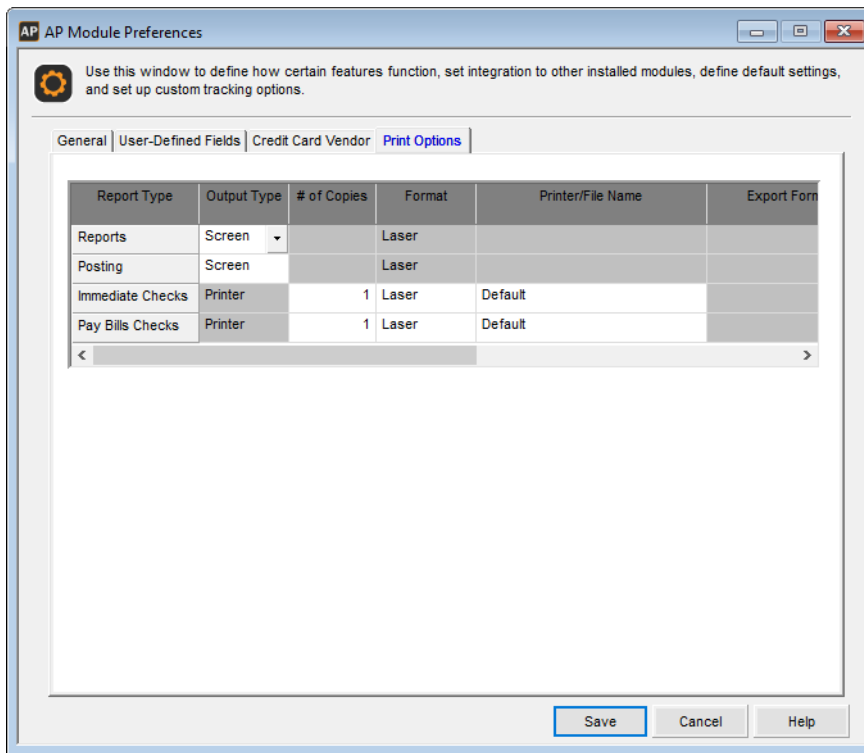 AP AP Module Preferences
Use this window to define how certain features function, set integration to other installed modules, define default settings,
and set up custom tracking options.
General User-Defined Fields Credit Card Vendor Print Options
Report Type Output Type # of Copies Format Printer/File Name Export Form
Reports Screen Laser
Posting Screen Laser
Immediate Checks Printer 1 Laser Default
Pay Bills Checks Printer 1 Laser Default
Save Cancel Help